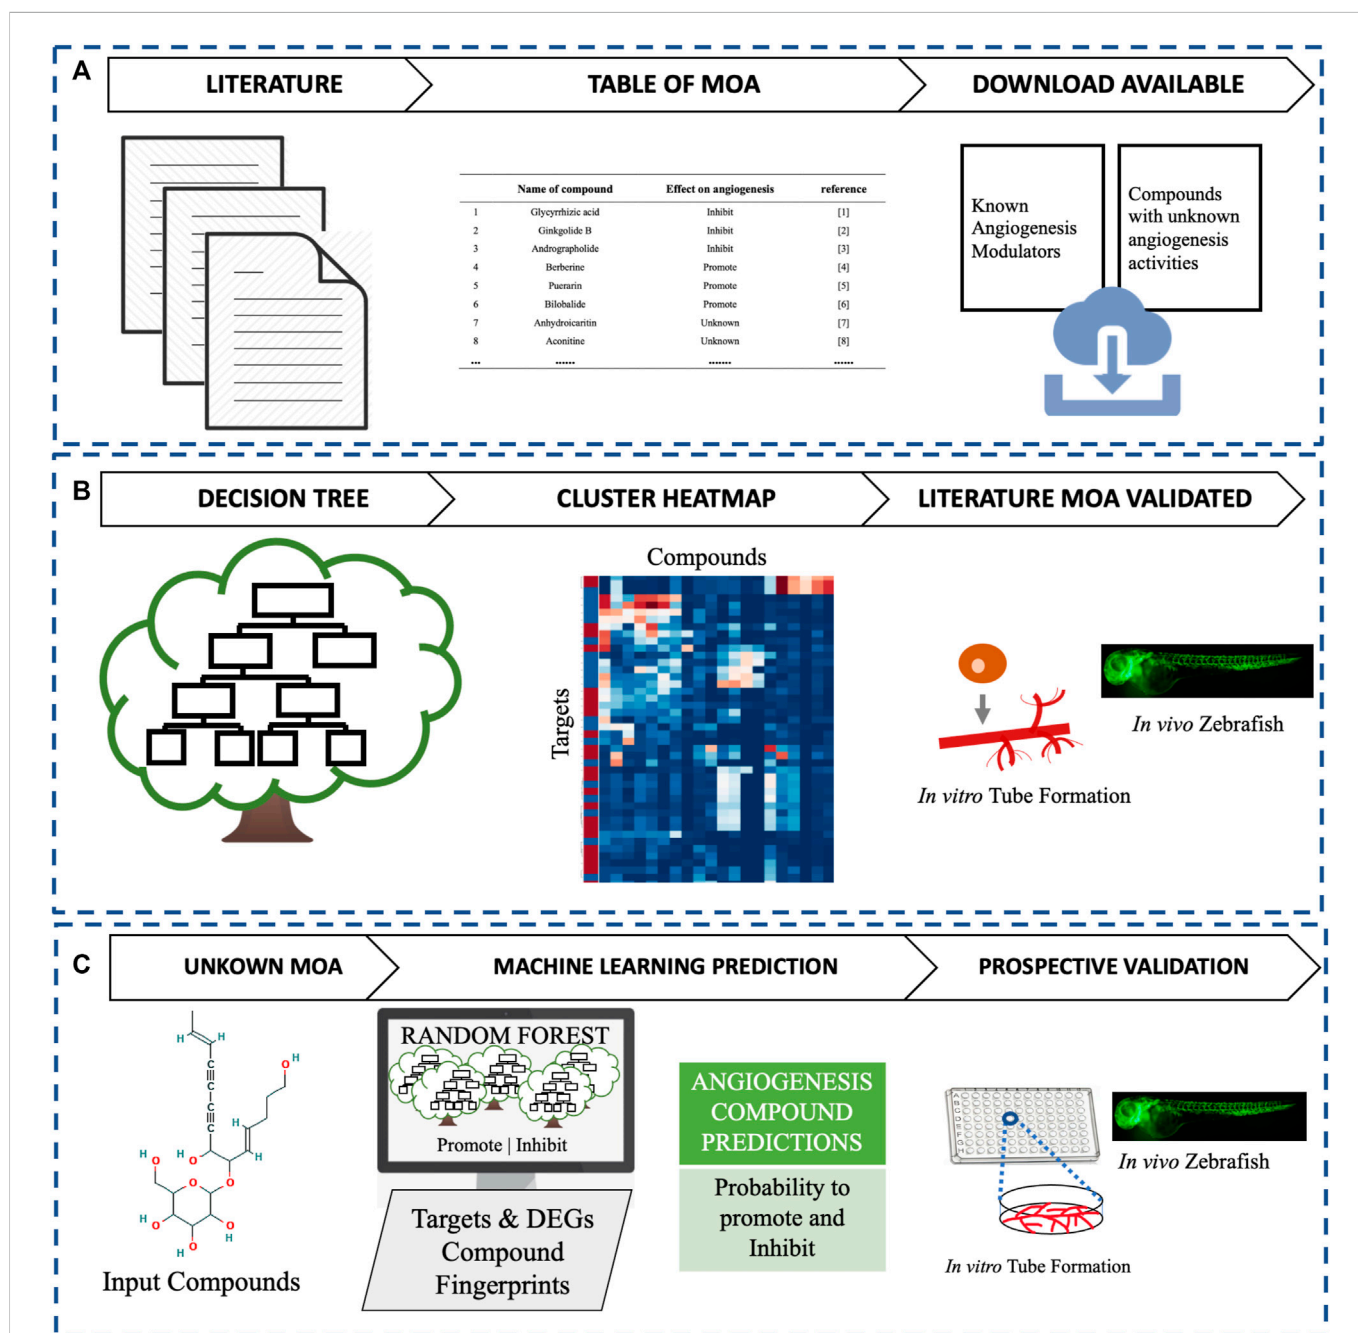 A
LITERATURE
TABLE OF MOA
DOWNLOAD AVAILABLE
Name of compound Effect on angiogenesis reference
1 Glycyrrhizic acid Inhibit [1]
2 Ginkgolide B Inhibit [2]
3 Andrographolide Inhibit [3]
4 Berberine Promote [4]
5 Puerarin Promote [5]
6 Bilobalide Promote [6]
7 Anhydroicaritin Unknown [7]
8 Aconitine Unknown [8]
... ...... ....... ......
Known
Angiogenesis
Modulators
Compounds
with unknown
angiogenesis
activities
B
DECISION TREE
CLUSTER HEATMAP
LITERATURE MOA VALIDATED
Compounds
Targets
In vivo Zebrafish
In vitro Tube Formation
C
UNKOWN MOA
MACHINE LEARNING PREDICTION
PROSPECTIVE VALIDATION
H
H
C
C
C
C
O H
H O
H
O
O
O
H O
O H
O
H
Input Compounds
RANDOM FOREST
Promote | Inhibit
Targets & DEGs
Compound
Fingerprints
ANGIOGENESIS
COMPOUND
PREDICTIONS
Probability to
promote and
Inhibit
A
B
C
D
E
F
G
H
In vivo Zebrafish
In vitro Tube Formation